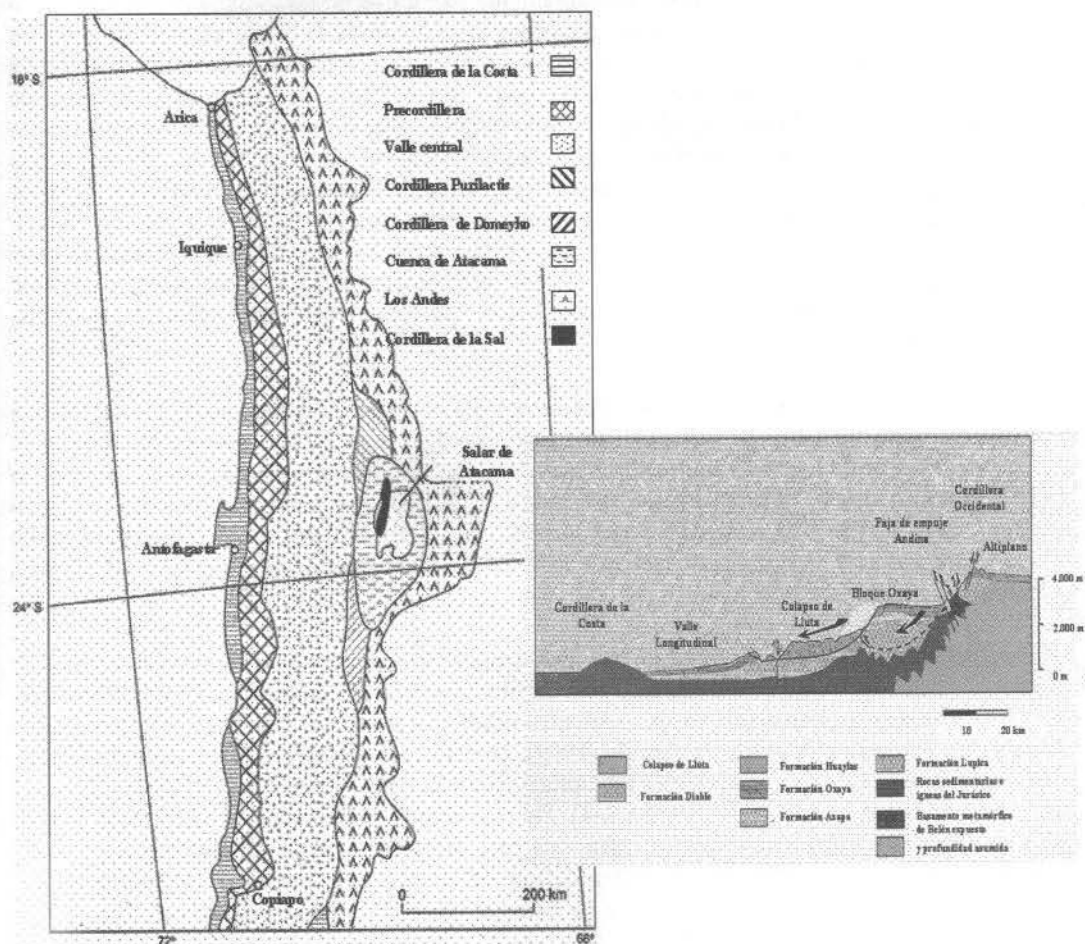 18° S
Arica
Iquique
Antofagasta
24° S
Copiapó
72°
66°
0
200 km
Cordillera de la Costa
Precordillera
Valle central
Cordillera Purilactis
Cordillera de Domeyko
Cuenca de Atacama
Los Andes
Cordillera de la Sal
Salar de
Atacama
Cordillera
Occidental
Faja de empuje
Andina
Altiplano
Bloque Oxaya
Colapso de
Lluta
Cordillera de la
Costa
Valle
Longitudinal
4.000 m
2.000 m
0 m
10
20 km
Colapso de Lluta
Formación Diablo
Formación Huaylas
Formación Oxaya
Formación Azapa
Formación Lupica
Rocas sedimentarias e
ígneas del Jurásico
Basamento metamórfico
de Belén expuesto
y profundidad asumida